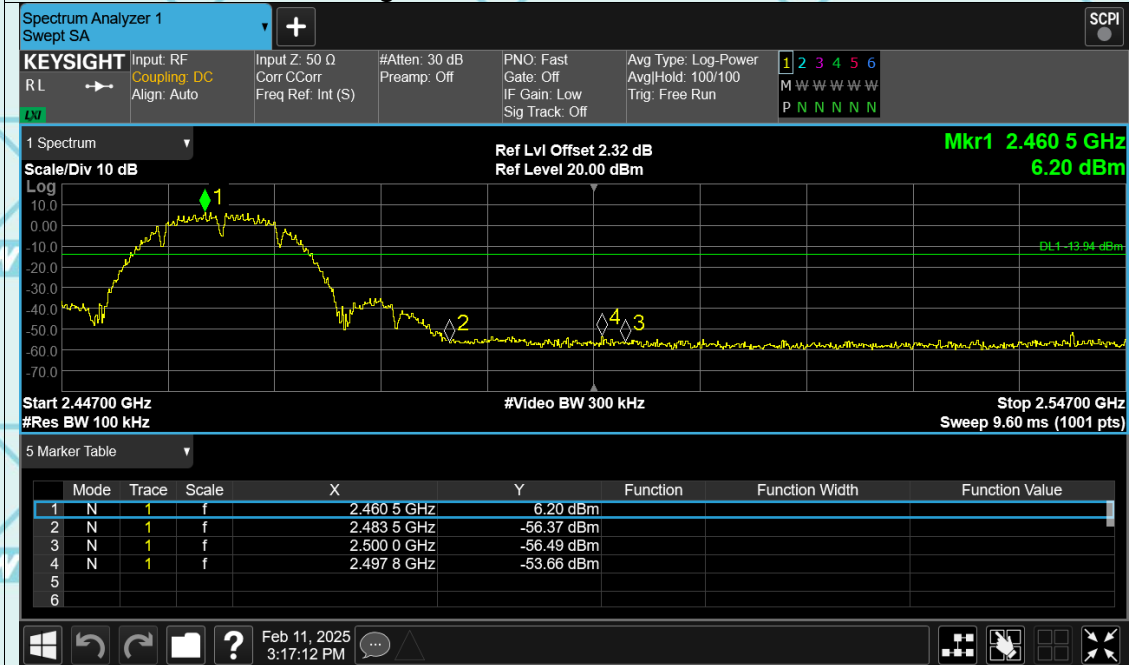 Spectrum Analyzer 1
Swept SA
SCPI
KEYSIGHT
RL
LXI
Input: RF
Coupling: DC
Align: Auto
Input Z: 50 Ω
Corr CCorr
Freq Ref: Int (S)
#Atten: 30 dB
Preamp: Off
PNO: Fast
Gate: Off
IF Gain: Low
Sig Track: Off
Avg Type: Log-Power
Avg|Hold: 100/100
Trig: Free Run
1 2 3 4 5 6
M W W W W W
P N N N N N
1 Spectrum
Scale/Div 10 dB
Ref Lvl Offset 2.32 dB
Ref Level 20.00 dBm
Mkr1 2.460 5 GHz
6.20 dBm
Log
10.0
0.00
-10.0
-20.0
-30.0
-40.0
-50.0
-60.0
-70.0
1
2
4
3
DL1 -13.94 dBm
Start 2.44700 GHz
#Res BW 100 kHz
#Video BW 300 kHz
Stop 2.54700 GHz
Sweep 9.60 ms (1001 pts)
5 Marker Table
Mode Trace Scale X Y Function Function Width Function Value
1 N 1 f 2.460 5 GHz 6.20 dBm
2 N 1 f 2.483 5 GHz -56.37 dBm
3 N 1 f 2.500 0 GHz -56.49 dBm
4 N 1 f 2.497 8 GHz -53.66 dBm
5
6
?
Feb 11, 2025
3:17:12 PM